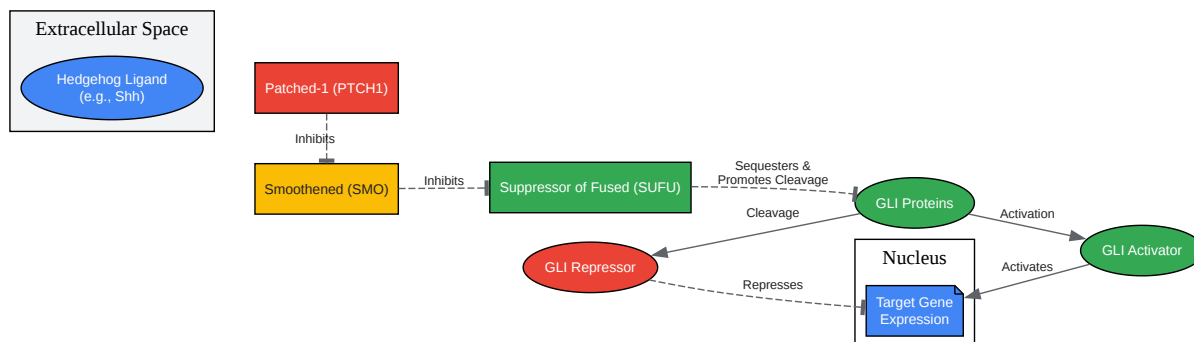 Extracellular Space
Hedgehog Ligand
(e.g., Shh)
Patched-1 (PTCH1)
Inhibits
Smoothened (SMO)
Inhibits
Suppressor of Fused (SUFU)
Sequesters &
Promotes Cleavage
GLI Proteins
Cleavage
Activation
GLI Activator
GLI Repressor
Nucleus
Activates
Represses
Target Gene
Expression